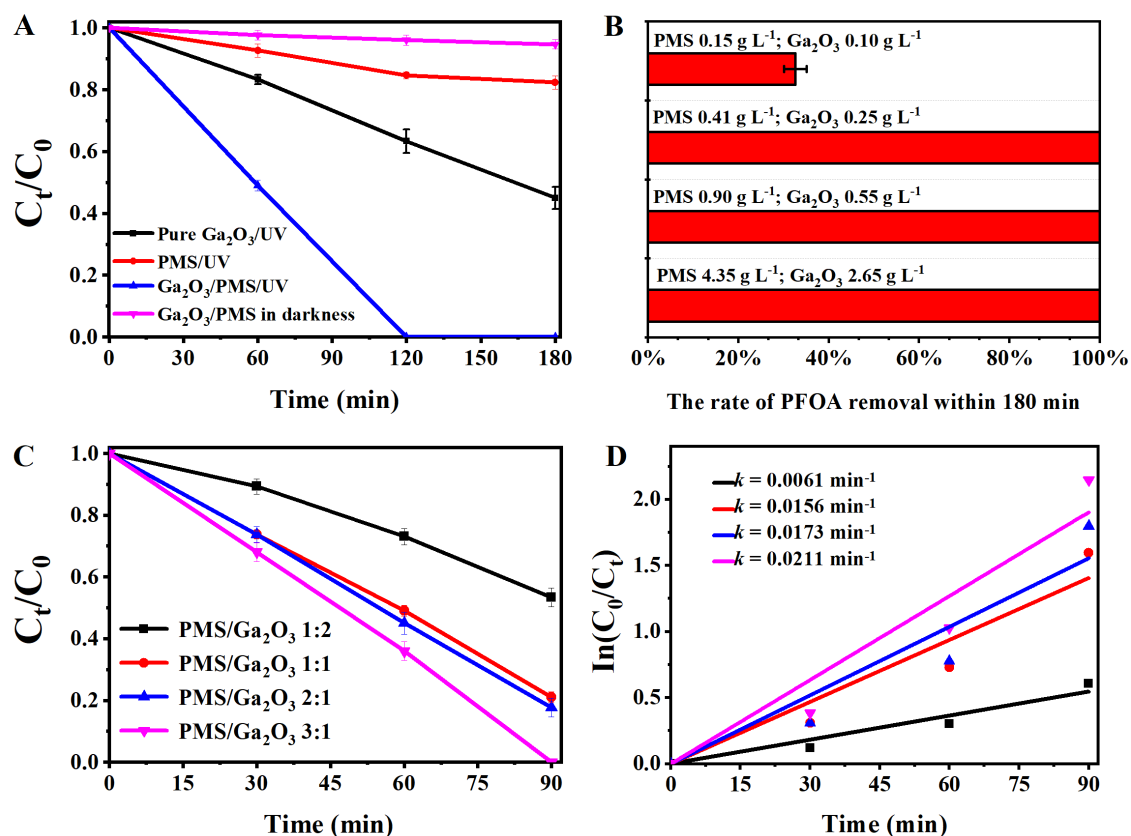 A
C_t/C_0
1.0
0.8
0.6
0.4
0.2
0.0
Pure Ga₂O₃/UV
PMS/UV
Ga₂O₃/PMS/UV
Ga₂O₃/PMS in darkness
0 30 60 90 120 150 180
Time (min)
B
PMS 0.15 g L⁻¹; Ga₂O₃ 0.10 g L⁻¹
PMS 0.41 g L⁻¹; Ga₂O₃ 0.25 g L⁻¹
PMS 0.90 g L⁻¹; Ga₂O₃ 0.55 g L⁻¹
PMS 4.35 g L⁻¹; Ga₂O₃ 2.65 g L⁻¹
0% 20% 40% 60% 80% 100%
The rate of PFOA removal within 180 min
C
C_t/C_0
1.0
0.8
0.6
0.4
0.2
0.0
PMS/Ga₂O₃ 1:2
PMS/Ga₂O₃ 1:1
PMS/Ga₂O₃ 2:1
PMS/Ga₂O₃ 3:1
0 15 30 45 60 75 90
Time (min)
D
In(C_0/C_t)
2.0
1.5
1.0
0.5
0.0
k = 0.0061 min⁻¹
k = 0.0156 min⁻¹
k = 0.0173 min⁻¹
k = 0.0211 min⁻¹
0 15 30 45 60 75 90
Time (min)